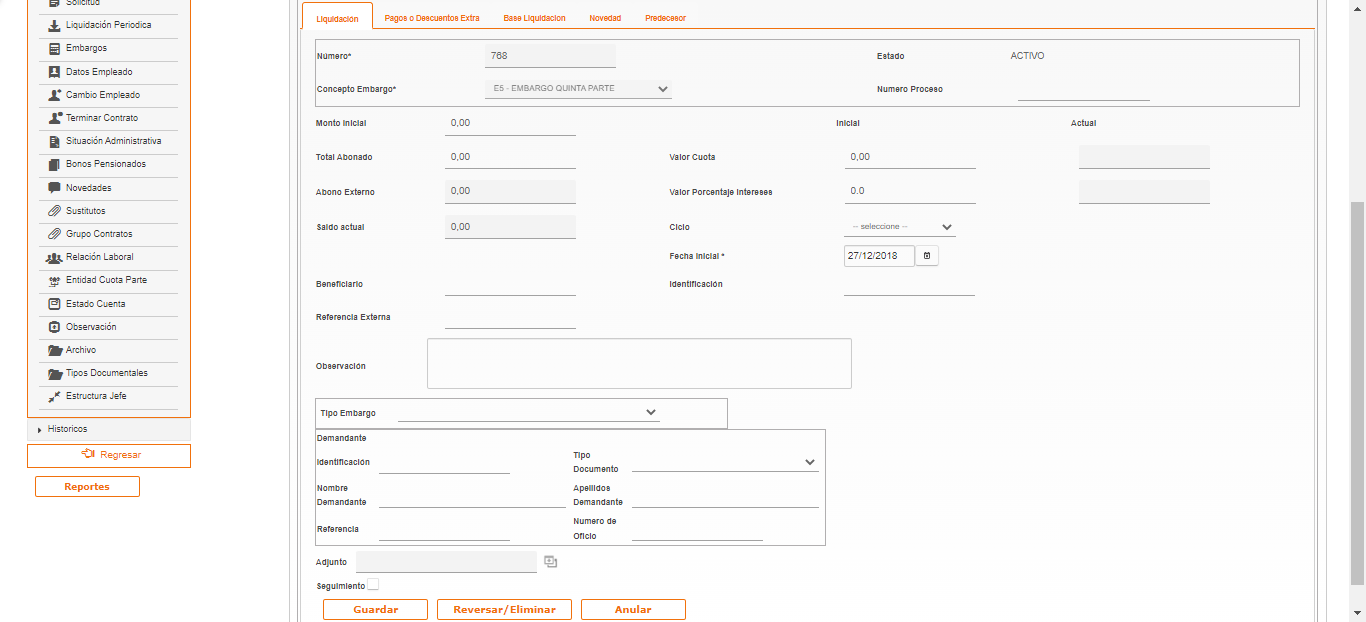 Solicitud
Liquidación Periodica
Embargos
Datos Empleado
Cambio Empleado
Terminar Contrato
Situación Administrativa
Bonos Pensionados
Novedades
Sustitutos
Grupo Contratos
Relación Laboral
Entidad Cuota Parte
Estado Cuenta
Observación
Archivo
Tipos Documentales
Estructura Jefe
Historicos
Regresar
Reportes
Liquidación Pagos o Descuentos Extra Base Liquidacion Novedad Predecesor
Número* 768 Estado ACTIVO
Concepto Embargo* E5 - EMBARGO QUINTA PARTE Numero Proceso
Monto Inicial 0,00 Inicial Actual
Total Abonado 0,00 Valor Cuota 0,00
Abono Externo 0,00 Valor Porcentaje Intereses 0.0
Saldo actual 0,00 Ciclo -- seleccione --
Fecha Inicial * 27/12/2018
Beneficiario Identificación
Referencia Externa
Observación
Tipo Embargo
Demandante
Identificación Tipo Documento
Nombre Demandante Apellidos Demandante
Referencia Numero de Oficio
Adjunto
Seguimiento
Guardar Reversar/Eliminar Anular